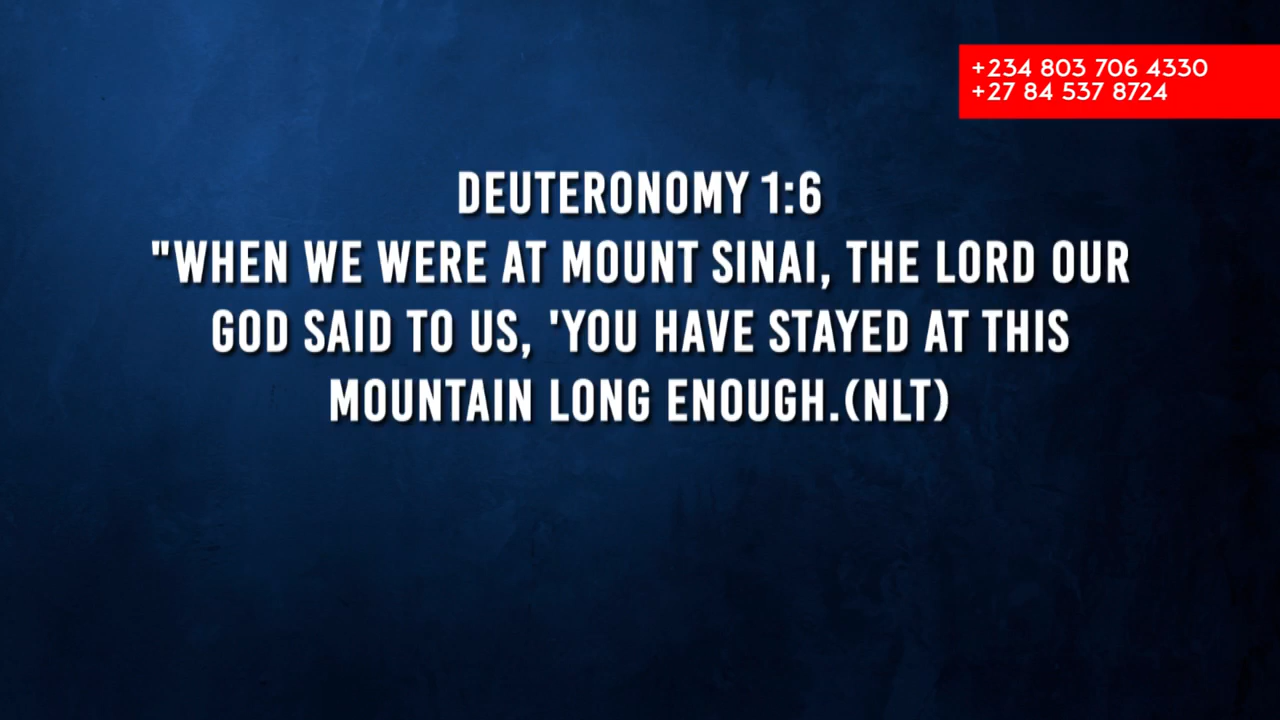 +234 803 706 4330
+27 84 537 8724
DEUTERONOMY 1:6
"WHEN WE WERE AT MOUNT SINAI, THE LORD OUR
GOD SAID TO US, 'YOU HAVE STAYED AT THIS
MOUNTAIN LONG ENOUGH.(NLT)